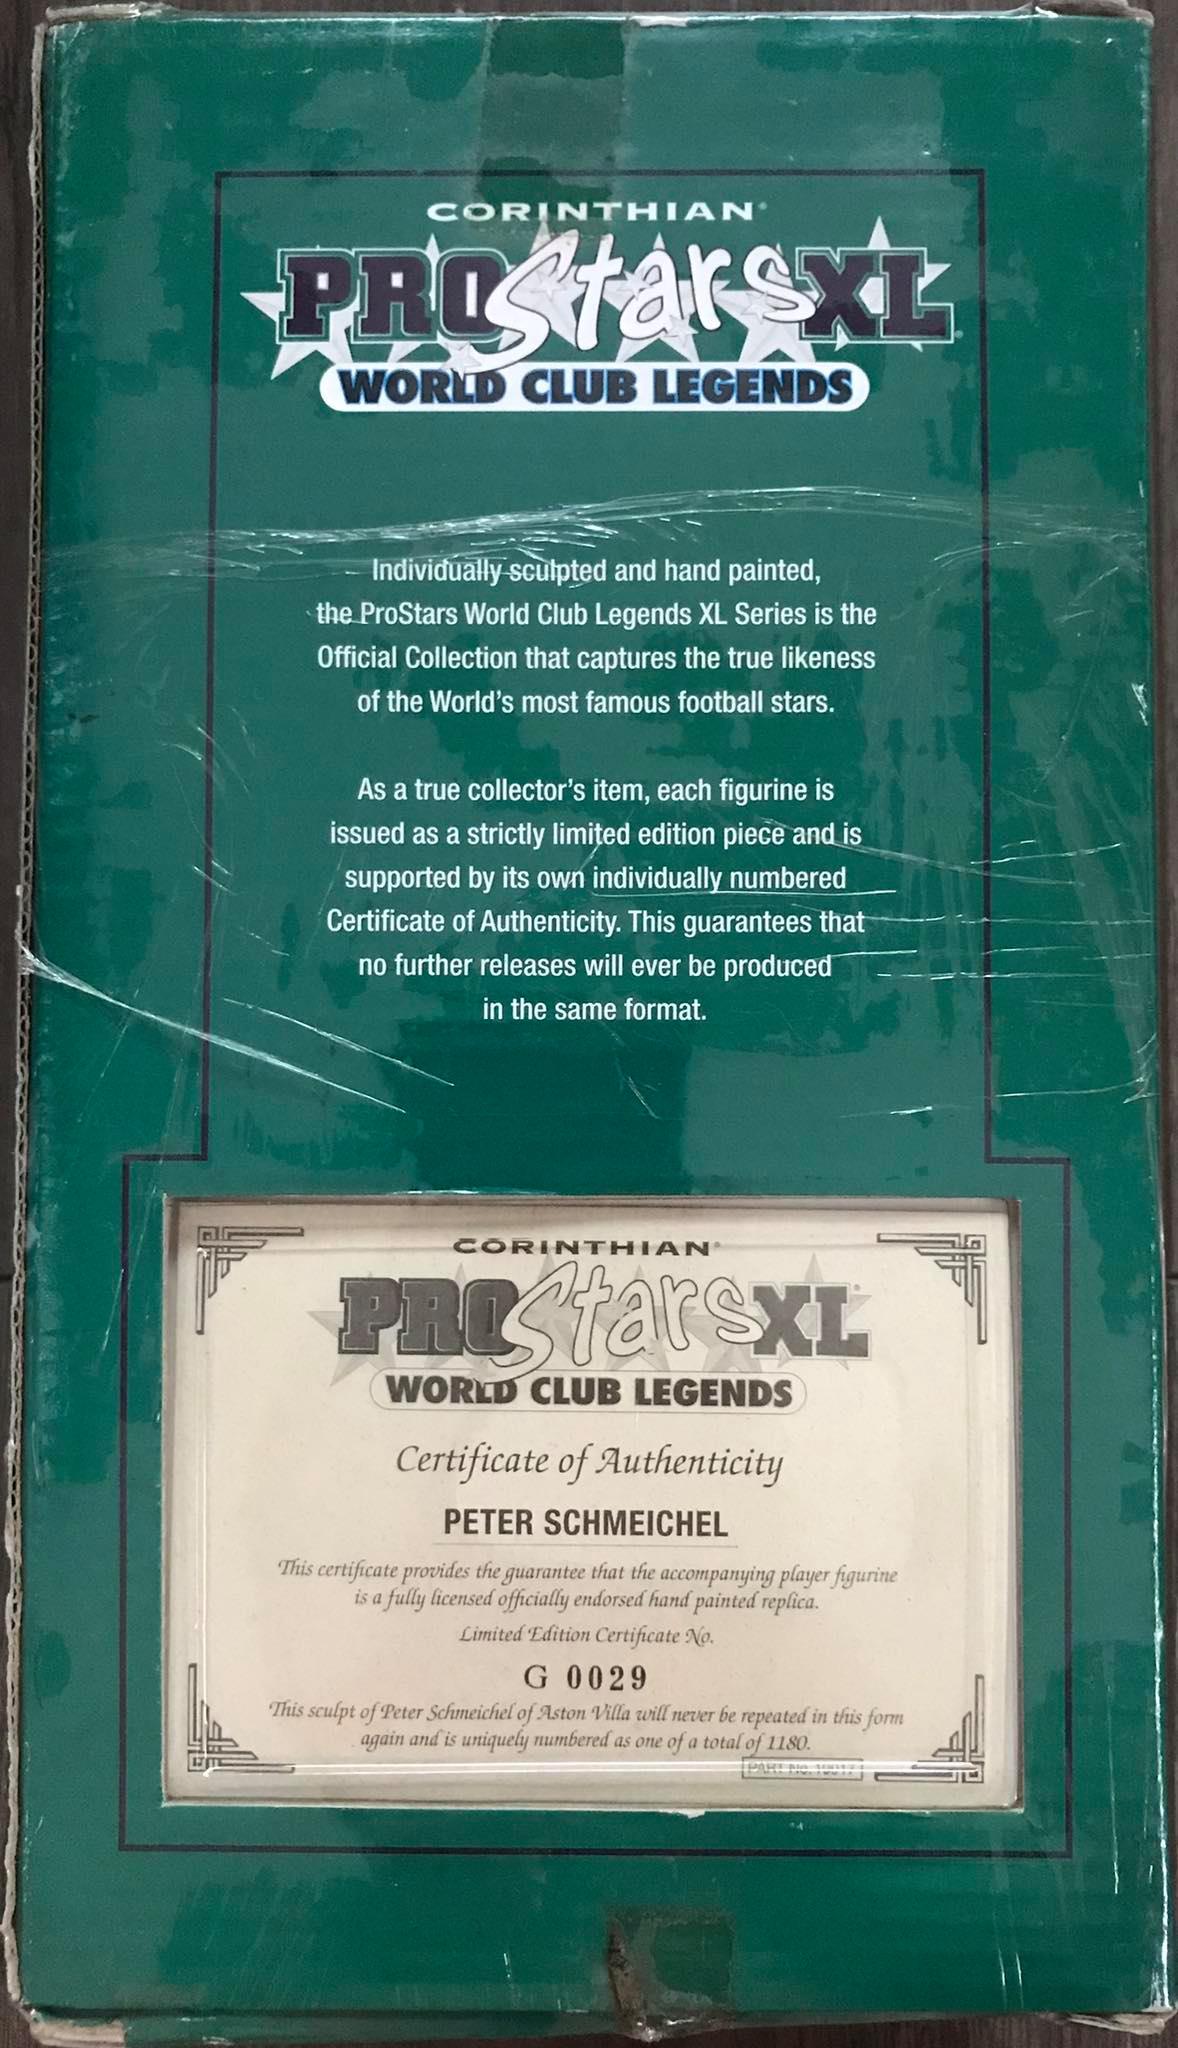 CORINTHIAN®
PROStarsXL
WORLD CLUB LEGENDS
Individually sculpted and hand painted,
the ProStars World Club Legends XL Series is the
Official Collection that captures the true likeness
of the World's most famous football stars.
As a true collector's item, each figurine is
issued as a strictly limited edition piece and is
supported by its own individually numbered
Certificate of Authenticity. This guarantees that
no further releases will ever be produced
in the same format.
CORINTHIAN®
PROStarsXL
WORLD CLUB LEGENDS
Certificate of Authenticity
PETER SCHMEICHEL
This certificate provides the guarantee that the accompanying player figurine
is a fully licensed officially endorsed hand painted replica.
Limited Edition Certificate No.
G 0029
This sculpt of Peter Schmeichel of Aston Villa will never be repeated in this form
again and is uniquely numbered as one of a total of 1180.
PART No.